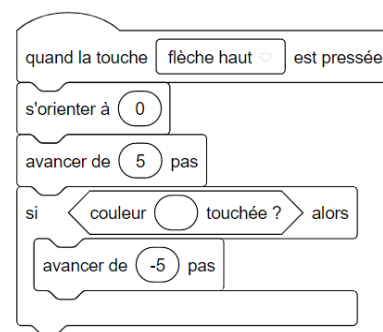 quand la touche flèche haut est pressée
s'orienter à 0
avancer de 5 pas
si couleur touchée ? alors
avancer de -5 pas